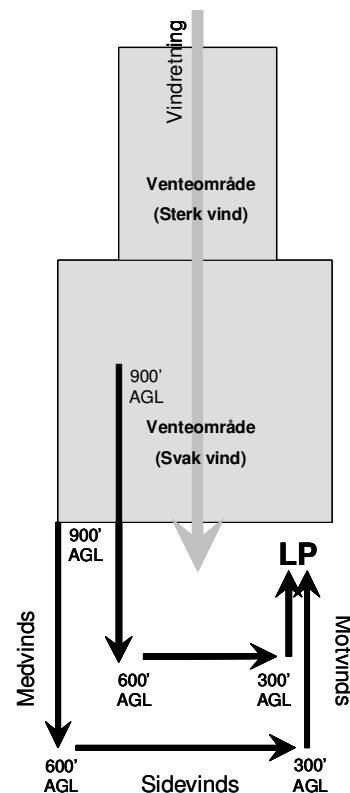 Vindretning
Venteområde
(Sterk vind)
900'
AGL
Venteområde
(Svak vind)
900'
AGL
LP
Medvinds
Motvinds
600'
AGL
300'
AGL
600'
AGL
Sidevinds
300'
AGL